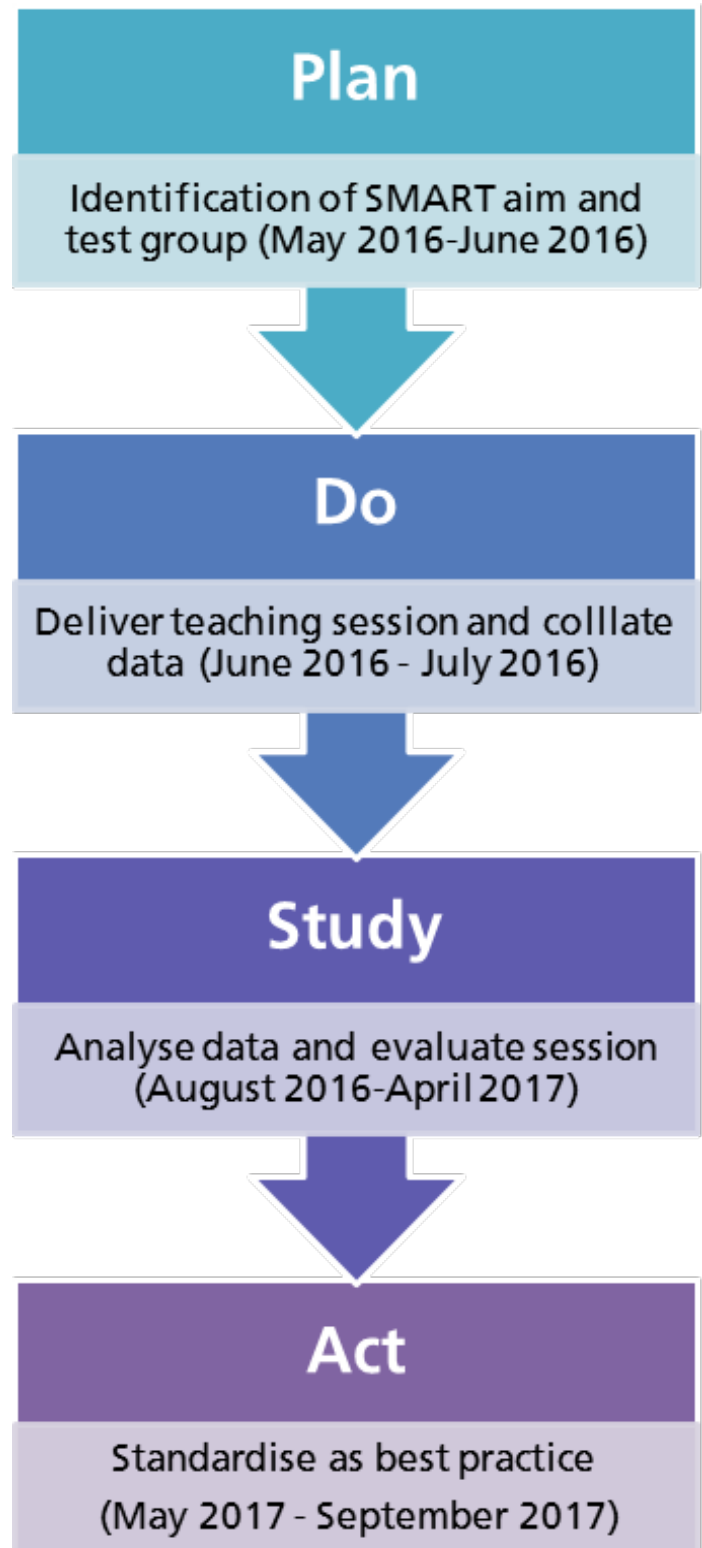 Plan
Identification of SMART aim and
test group (May 2016-June 2016)
Do
Deliver teaching session and colllate
data (June 2016 - July 2016)
Study
Analyse data and evaluate session
(August 2016-April 2017)
Act
Standardise as best practice
(May 2017 - September 2017)